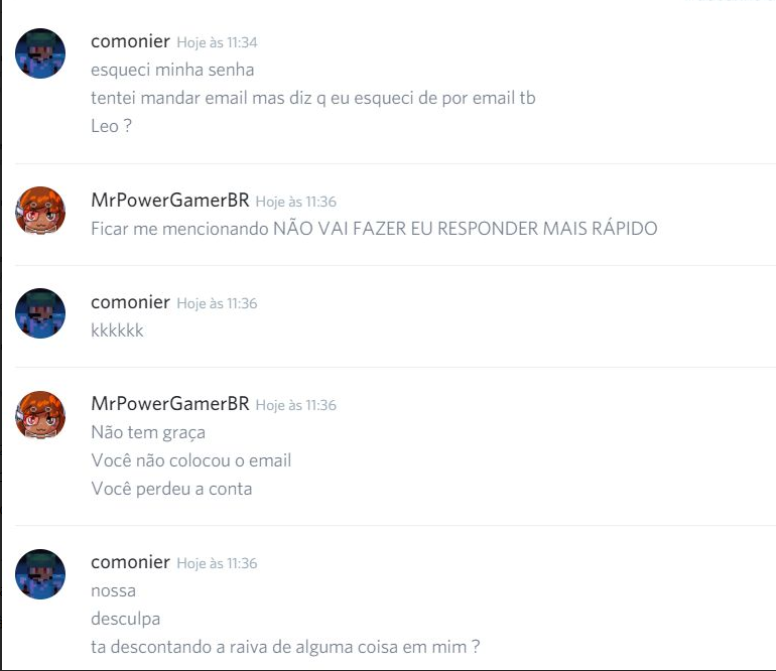 comonier Hoje às 11:34
esqueci minha senha
tentei mandar email mas diz q eu esqueci de por email tb
Leo ?
MrPowerGamerBR Hoje às 11:36
Ficar me mencionando NÃO VAI FAZER EU RESPONDER MAIS RÁPIDO
comonier Hoje às 11:36
kkkkkk
MrPowerGamerBR Hoje às 11:36
Não tem graça
Você não colocou o email
Você perdeu a conta
comonier Hoje às 11:36
nossa
desculpa
ta descontando a raiva de alguma coisa em mim ?